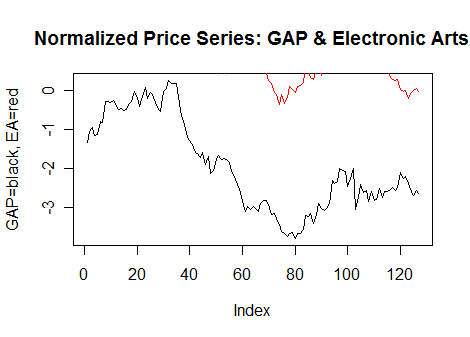 Normalized Price Series: GAP & Electronic Arts
GAP=black, EA=red
0
-1
-2
-3
0 20 40 60 80 100 120
Index